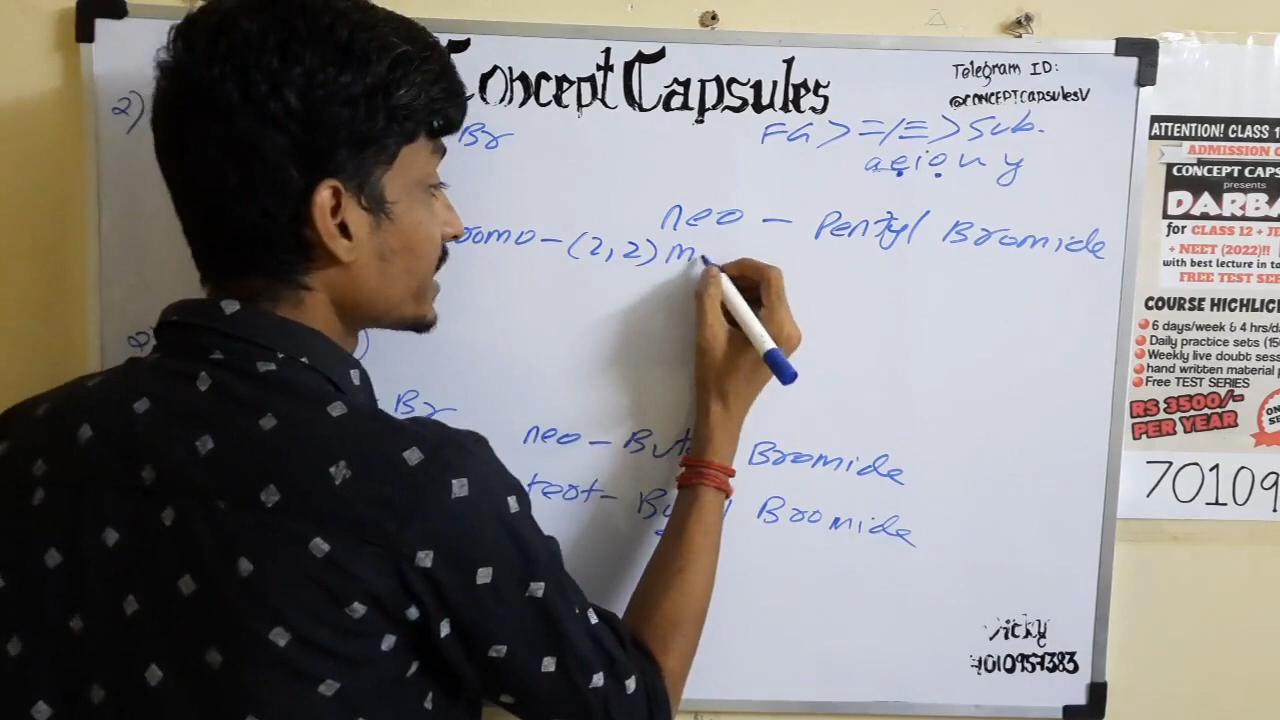 Concept Capsules
Telegram ID:
@CONCEPTCapsulesV
2)
Br
FG > =/≡ > Sub.
a e i o u y
neo - Pentyl Bromide
omo - (2,2) m
Br
neo - But Bromide
tert - Bu l Bromide
Vicky
7010957383
ATTENTION! CLASS 1
ADMISSION
CONCEPT CAPS
presents
DARBA
for CLASS 12 + JE
+ NEET (2022)!!
with best lecture in ta
FREE TEST SER
COURSE HIGHLIG
6 days/week & 4 hrs/d
Daily practice sets (15
Weekly live doubt sess
hand written material p
Free TEST SERIES
RS 3500/-
PER YEAR
70109